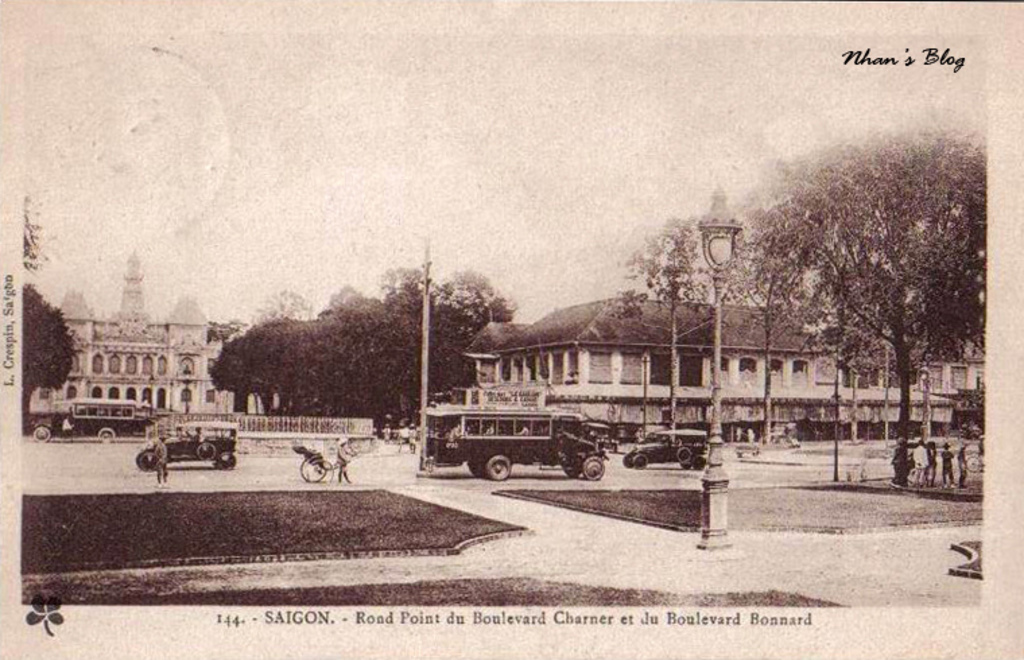 Nhan's Blog
L. Crespin, Saïgon
144. - SAIGON. - Rond Point du Boulevard Charner et du Boulevard Bonnard